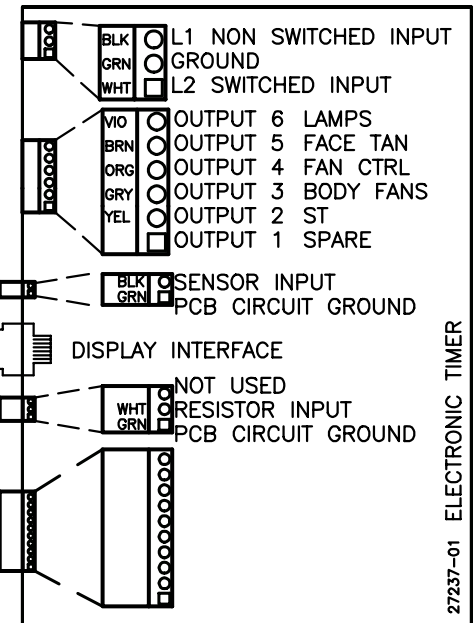 BLK L1 NON SWITCHED INPUT
GRN GROUND
WHT L2 SWITCHED INPUT
VIO OUTPUT 6 LAMPS
BRN OUTPUT 5 FACE TAN
ORG OUTPUT 4 FAN CTRL
GRY OUTPUT 3 BODY FANS
YEL OUTPUT 2 ST
OUTPUT 1 SPARE
BLK SENSOR INPUT
GRN PCB CIRCUIT GROUND
DISPLAY INTERFACE
NOT USED
WHT RESISTOR INPUT
GRN PCB CIRCUIT GROUND
27237-01 ELECTRONIC TIMER